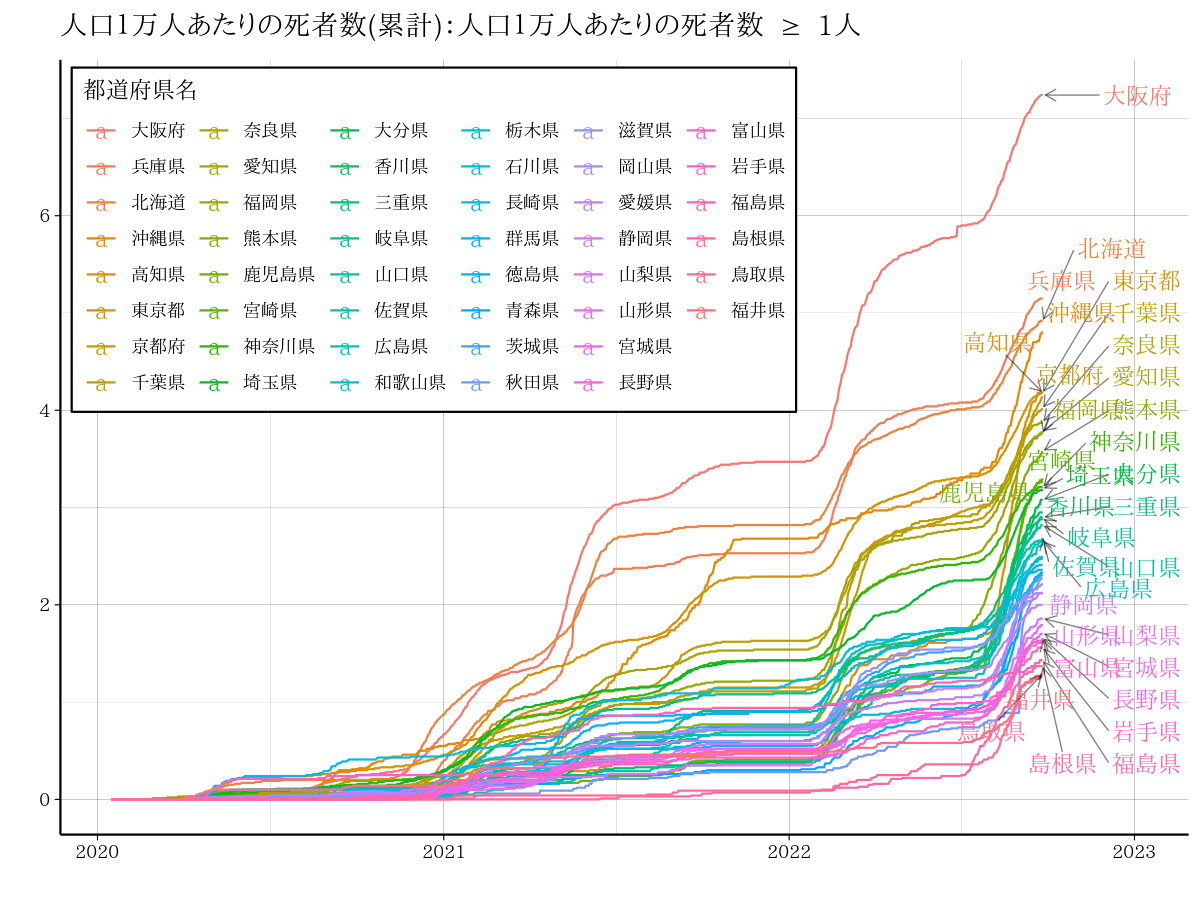 人口1万人あたりの死者数(累計)：人口1万人あたりの死者数 ≥ 1人
都道府県名
a 大阪府 a 奈良県 a 大分県 a 栃木県 a 滋賀県 a 富山県
a 兵庫県 a 愛知県 a 香川県 a 石川県 a 岡山県 a 岩手県
a 北海道 a 福岡県 a 三重県 a 長崎県 a 愛媛県 a 福島県
a 沖縄県 a 熊本県 a 岐阜県 a 群馬県 a 静岡県 a 島根県
a 高知県 a 鹿児島県 a 山口県 a 徳島県 a 山梨県 a 鳥取県
a 東京都 a 宮崎県 a 佐賀県 a 青森県 a 山形県 a 福井県
a 京都府 a 神奈川県 a 広島県 a 茨城県 a 宮城県
a 千葉県 a 埼玉県 a 和歌山県 a 秋田県 a 長野県
大阪府
北海道
兵庫県 東京都
沖縄県 千葉県
高知県 奈良県
京都府 愛知県
福岡県 熊本県
神奈川県
宮崎県
埼玉県 大分県
鹿児島県
香川県 三重県
岐阜県
佐賀県 山口県
広島県
静岡県
山形県 山梨県
富山県 宮城県
福井県 長野県
鳥取県 岩手県
島根県 福島県
6
4
2
0
2020 2021 2022 2023